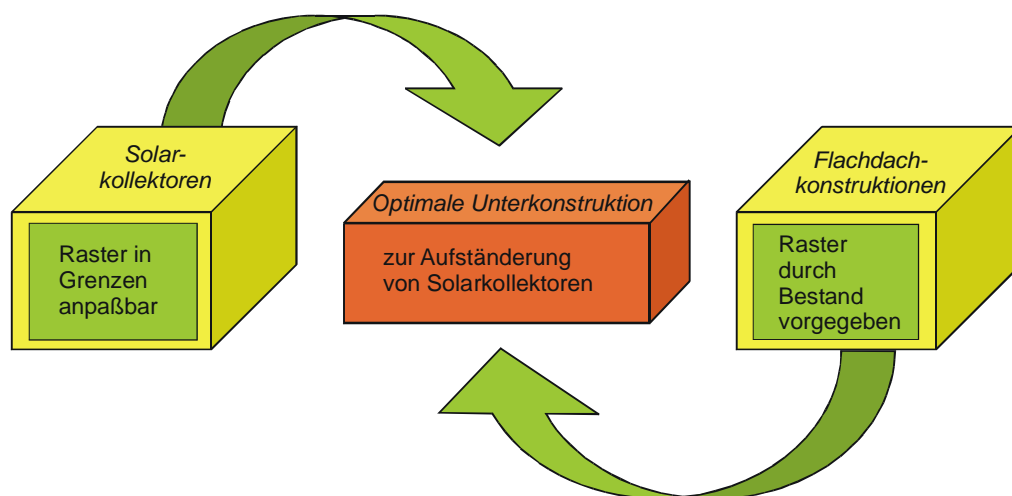 Solar-
kollektoren
Raster in
Grenzen
anpaßbar
Optimale Unterkonstruktion
zur Aufständerung
von Solarkollektoren
Flachdach-
konstruktionen
Raster
durch
Bestand
vorgegeben